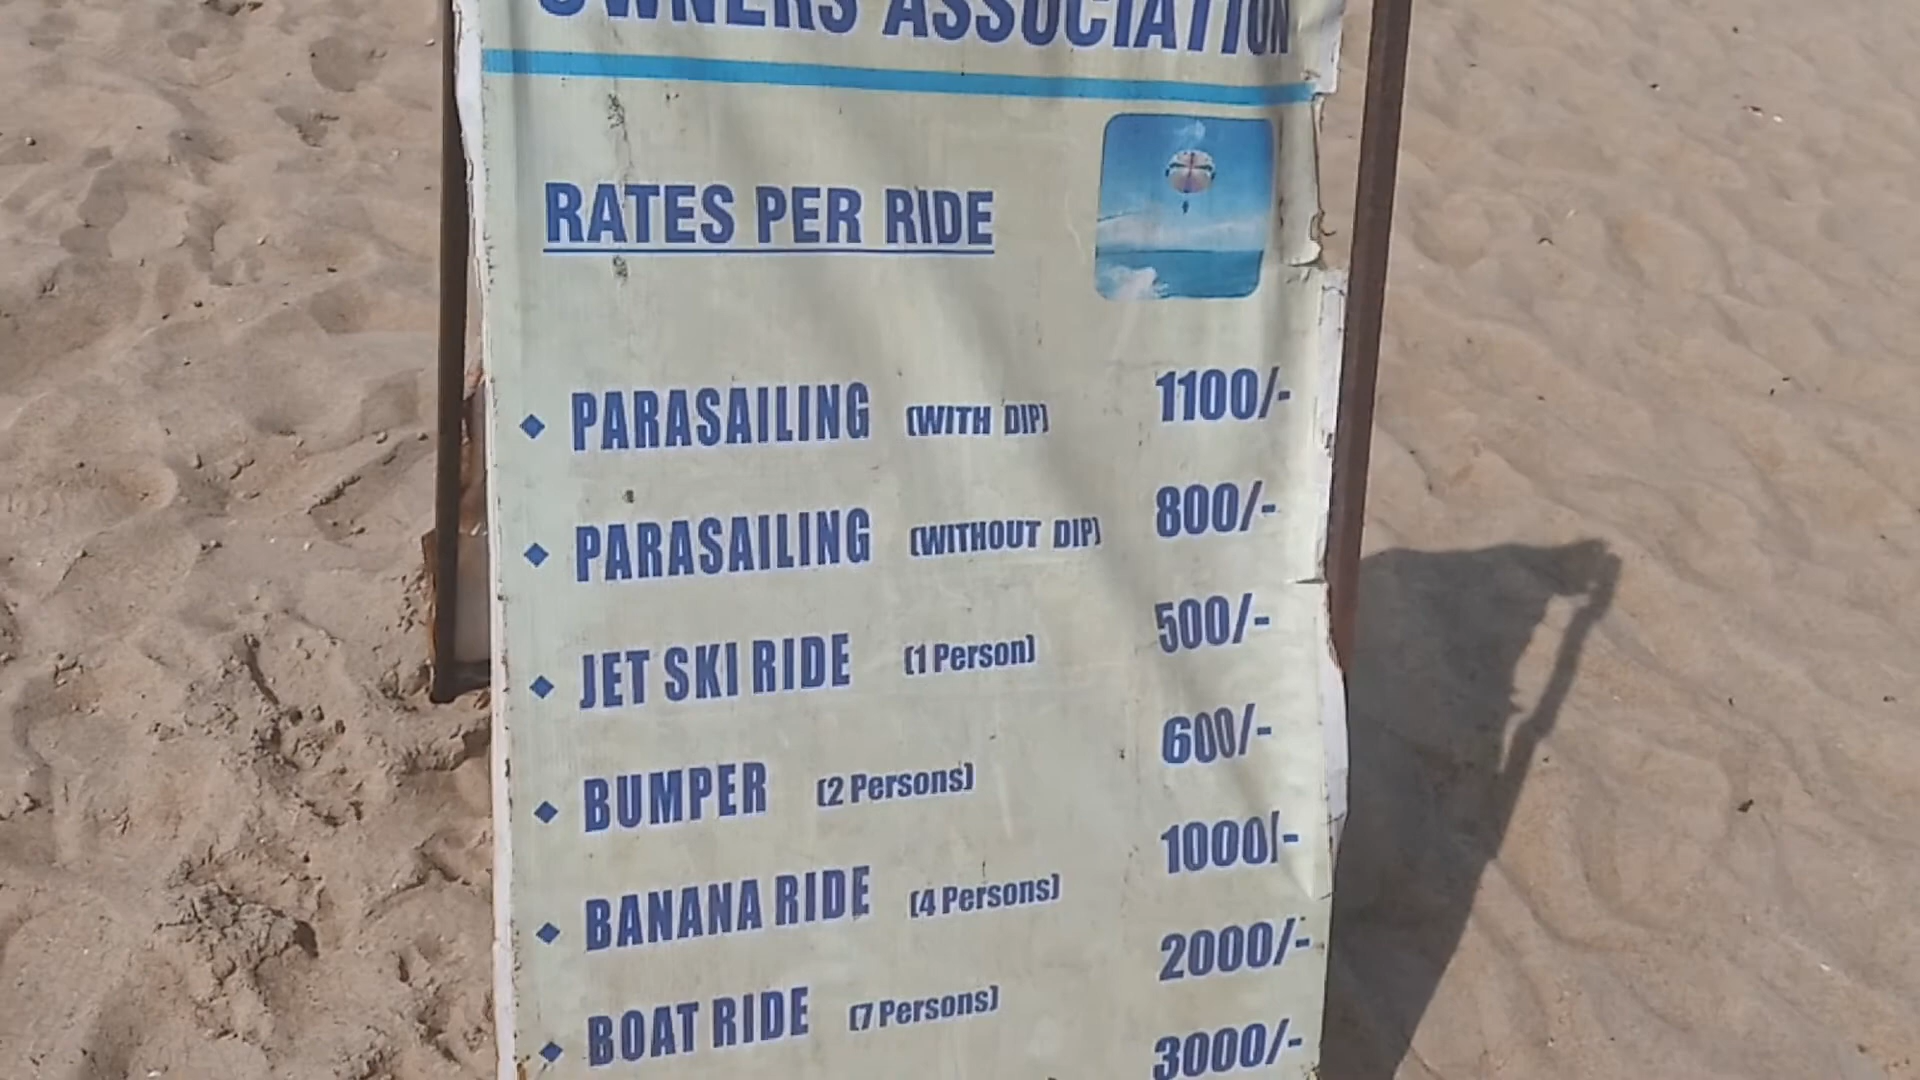 OWNERS ASSOCIATION
RATES PER RIDE
PARASAILING (WITH DIP) 1100/-
PARASAILING (WITHOUT DIP) 800/-
JET SKI RIDE (1 Person) 500/-
BUMPER (2 Persons) 600/-
BANANA RIDE (4 Persons) 1000/-
BOAT RIDE (7 Persons) 2000/-
3000/-